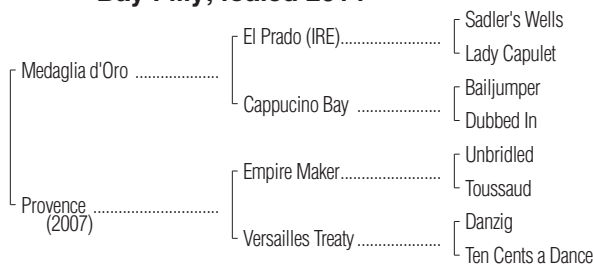 Bay Filly; foaled
Sadler's Wells
El Prado (IRE)
Lady Capulet
Medaglia d'Oro
Bailjumper
Cappucino Bay
Dubbed In
Unbridled
Empire Maker
Toussaud
Provence
(2007)
Danzig
Versailles Treaty
Ten Cents a Dance